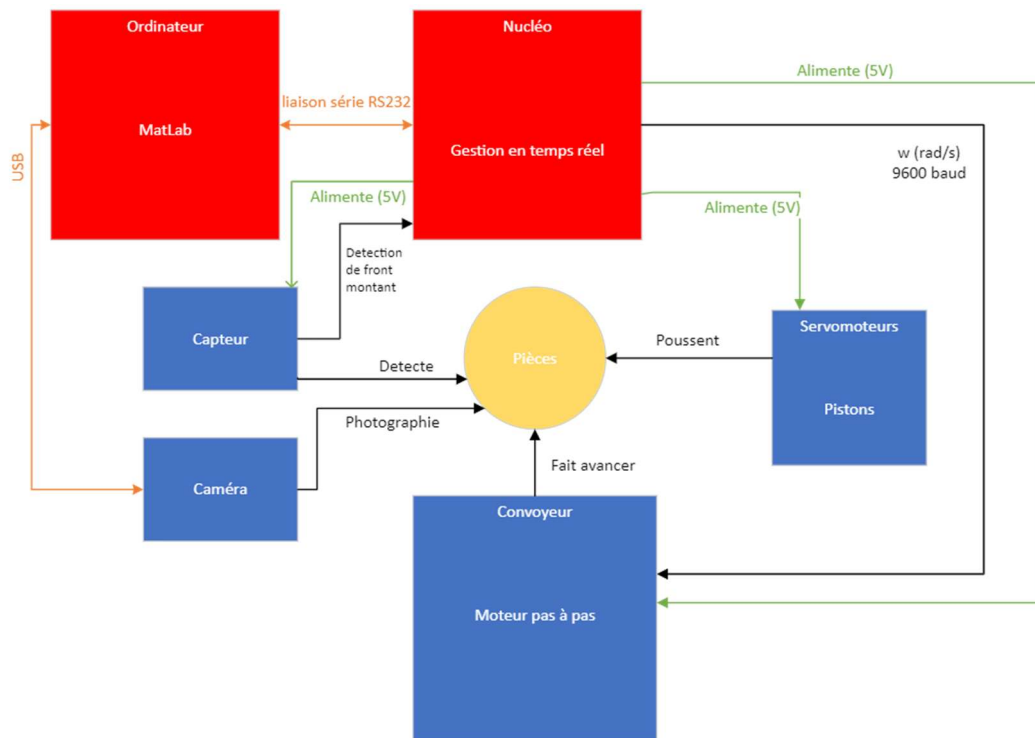 Ordinateur
MatLab
USB
liaison série RS232
Nucléo
Gestion en temps réel
Alimente (5V)
w (rad/s)
9600 baud
Alimente (5V)
Alimente (5V)
Detection
de front
montant
Capteur
Detecte
Pièces
Poussent
Servomoteurs
Pistons
Photographie
Caméra
Fait avancer
Convoyeur
Moteur pas à pas